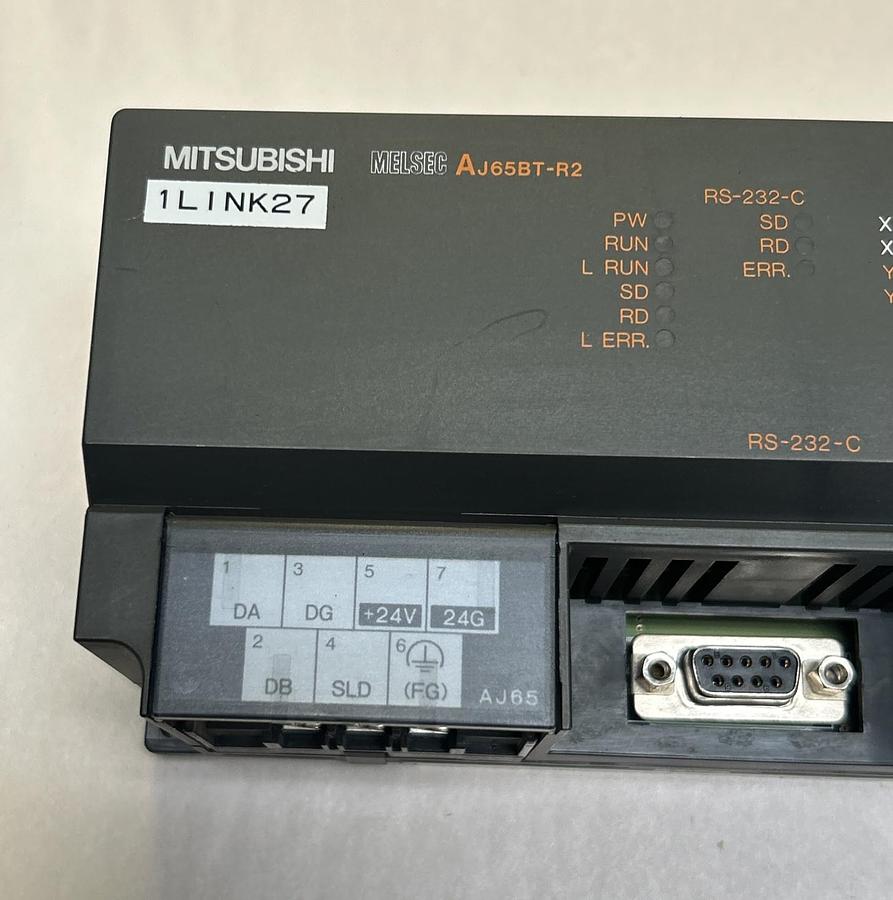 MITSUBISHI MELSEC AJ65BT-R2
1LINK27
RS-232-C
PW SD X
RUN RD X
L RUN ERR. Y
SD Y
RD
L ERR.
RS-232-C
1 3 5 7
DA DG +24V 24G
2 4 6
DB SLD (FG) AJ65